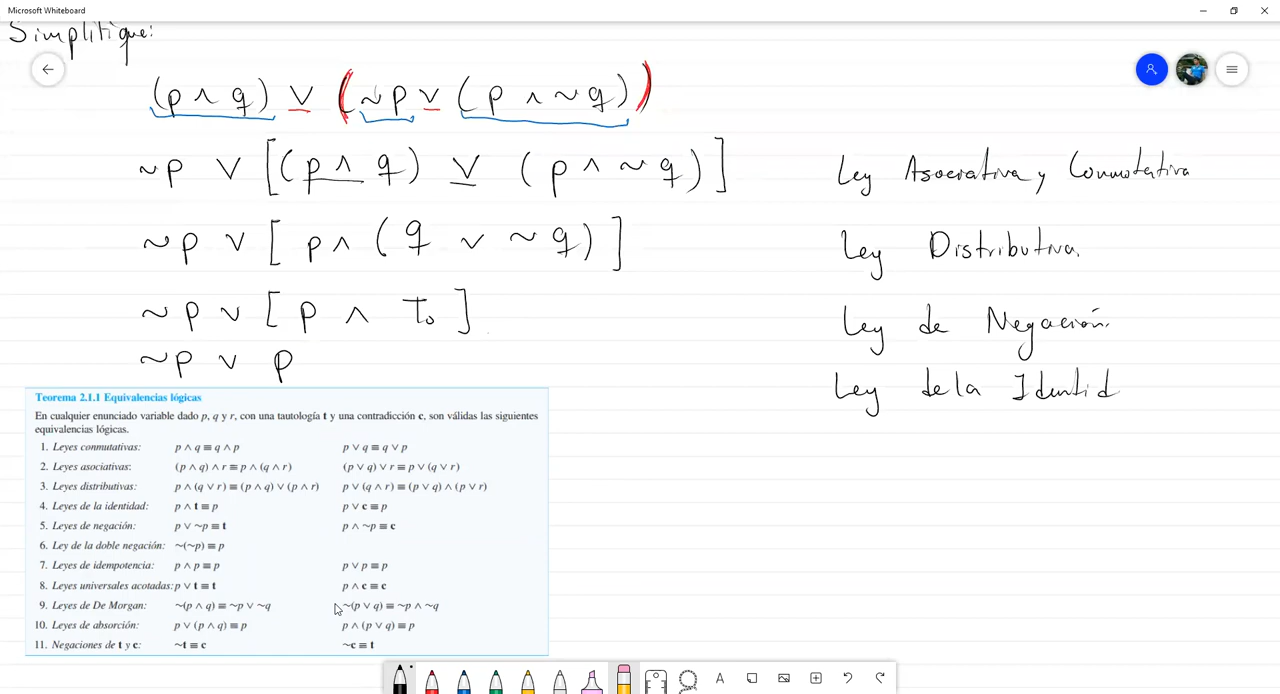 Microsoft Whiteboard
Simplifique:
(p ∧ q) ∨ (~p ∨ (p ∧ ~q))
~p ∨ [(p ∧ q) ∨ (p ∧ ~q)] Ley Asociativa y Conmutativa
~p ∨ [p ∧ (q ∨ ~q)] Ley Distributiva.
~p ∨ [p ∧ To] Ley de Negación.
~p ∨ p Ley de la Identid
Teorema 2.1.1 Equivalencias lógicas
En cualquier enunciado variable dado p, q y r, con una tautología t y una contradicción c, son válidas las siguientes
equivalencias lógicas.
1. Leyes conmutativas: p ∧ q ≡ q ∧ p p ∨ q ≡ q ∨ p
2. Leyes asociativas: (p ∧ q) ∧ r ≡ p ∧ (q ∧ r) (p ∨ q) ∨ r ≡ p ∨ (q ∨ r)
3. Leyes distributivas: p ∧ (q ∨ r) ≡ (p ∧ q) ∨ (p ∧ r) p ∨ (q ∧ r) ≡ (p ∨ q) ∧ (p ∨ r)
4. Leyes de la identidad: p ∧ t ≡ p p ∨ c ≡ p
5. Leyes de negación: p ∨ ~p ≡ t p ∧ ~p ≡ c
6. Ley de la doble negación: ~(~p) ≡ p
7. Leyes de idempotencia: p ∧ p ≡ p p ∨ p ≡ p
8. Leyes universales acotadas: p ∨ t ≡ t p ∧ c ≡ c
9. Leyes de De Morgan: ~(p ∧ q) ≡ ~p ∨ ~q ~(p ∨ q) ≡ ~p ∧ ~q
10. Leyes de absorción: p ∨ (p ∧ q) ≡ p p ∧ (p ∨ q) ≡ p
11. Negaciones de t y c: ~t ≡ c ~c ≡ t